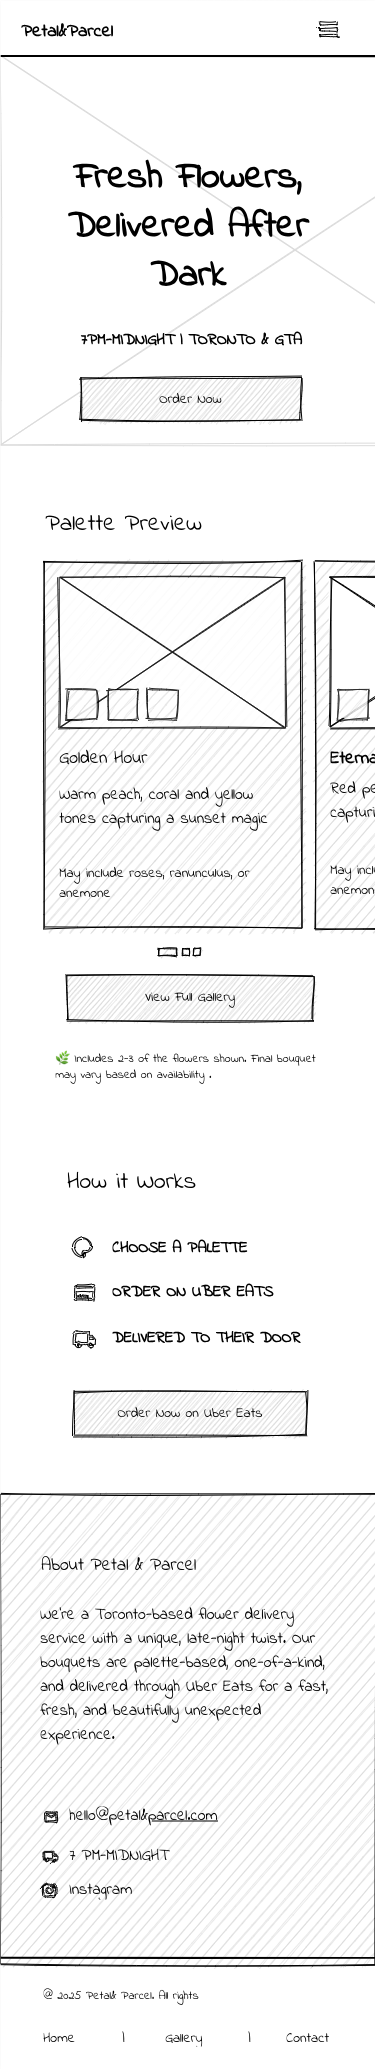 Petal&Parcel
Fresh Flowers,
Delivered After
Dark
7PM-MIDNIGHT | TORONTO & GTA
Order Now
Palette Preview
Golden Hour
Warm peach, coral and yellow
tones capturing a sunset magic
May include roses, ranunculus, or
anemone
Eterna
Red pe
capturi
May incl
anemon
View Full Gallery
🌿 Includes 2-3 of the flowers shown. Final bouquet
may vary based on availability .
How it Works
CHOOSE A PALETTE
ORDER ON UBER EATS
DELIVERED TO THEIR DOOR
Order Now on Uber Eats
About Petal & Parcel
We're a Toronto-based flower delivery
service with a unique, late-night twist. Our
bouquets are palette-based, one-of-a-kind,
and delivered through Uber Eats for a fast,
fresh, and beautifully unexpected
experience.
hello@petal&parcel.com
7 PM-MIDNIGHT
Instagram
@ 2025 Petal& Parcel. All rights
Home | Gallery | Contact